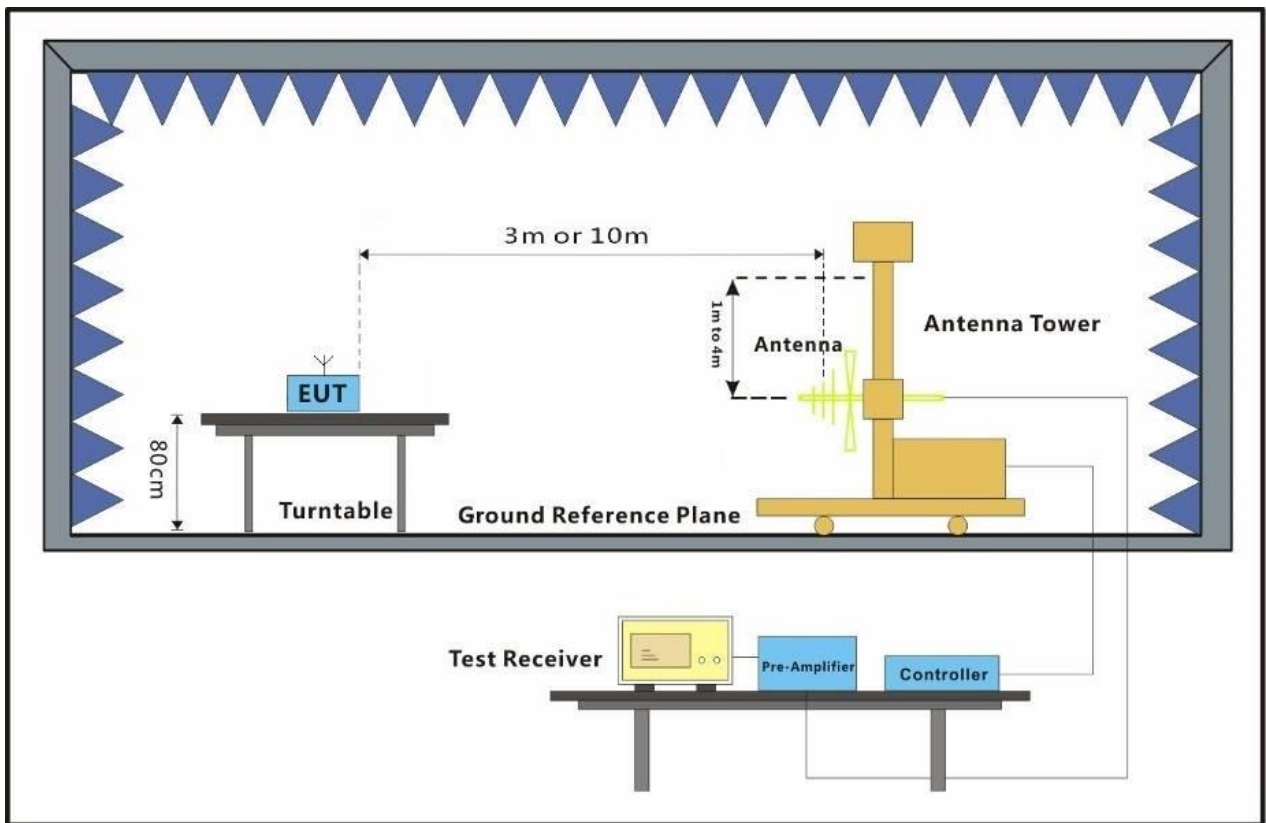 3m or 10m
1m to 4m
Antenna
Antenna Tower
EUT
80cm
Turntable
Ground Reference Plane
Test Receiver
Pre-Amplifier
Controller